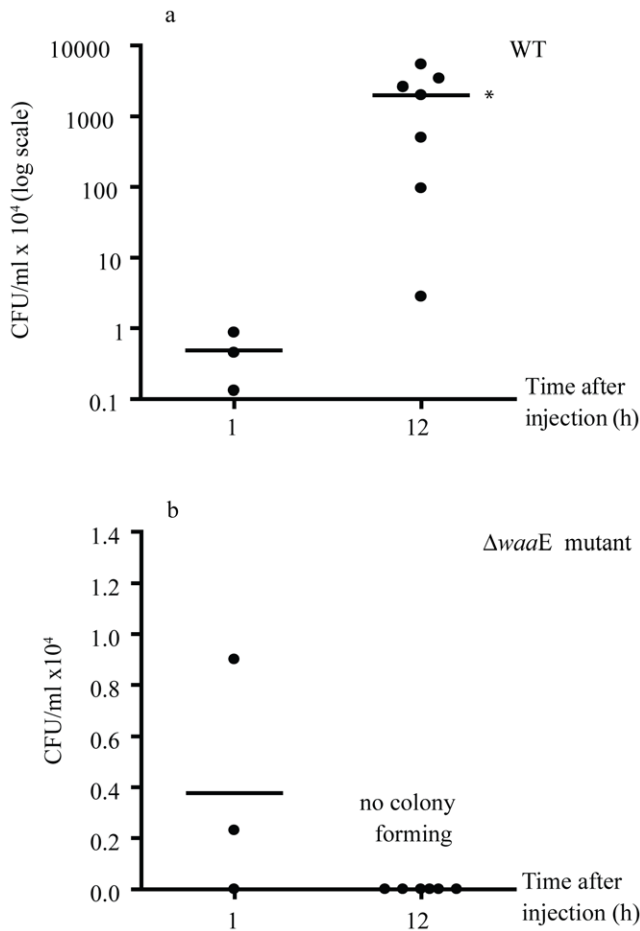 a
WT
10000
1000
100
10
1
0.1
CFU/ml x 10⁴ (log scale)
*
1
12
Time after
injection (h)
b
ΔwaaE mutant
1.4
1.2
1.0
0.8
0.6
0.4
0.2
0.0
CFU/ml x10⁴
no colony
forming
1
12
Time after
injection (h)